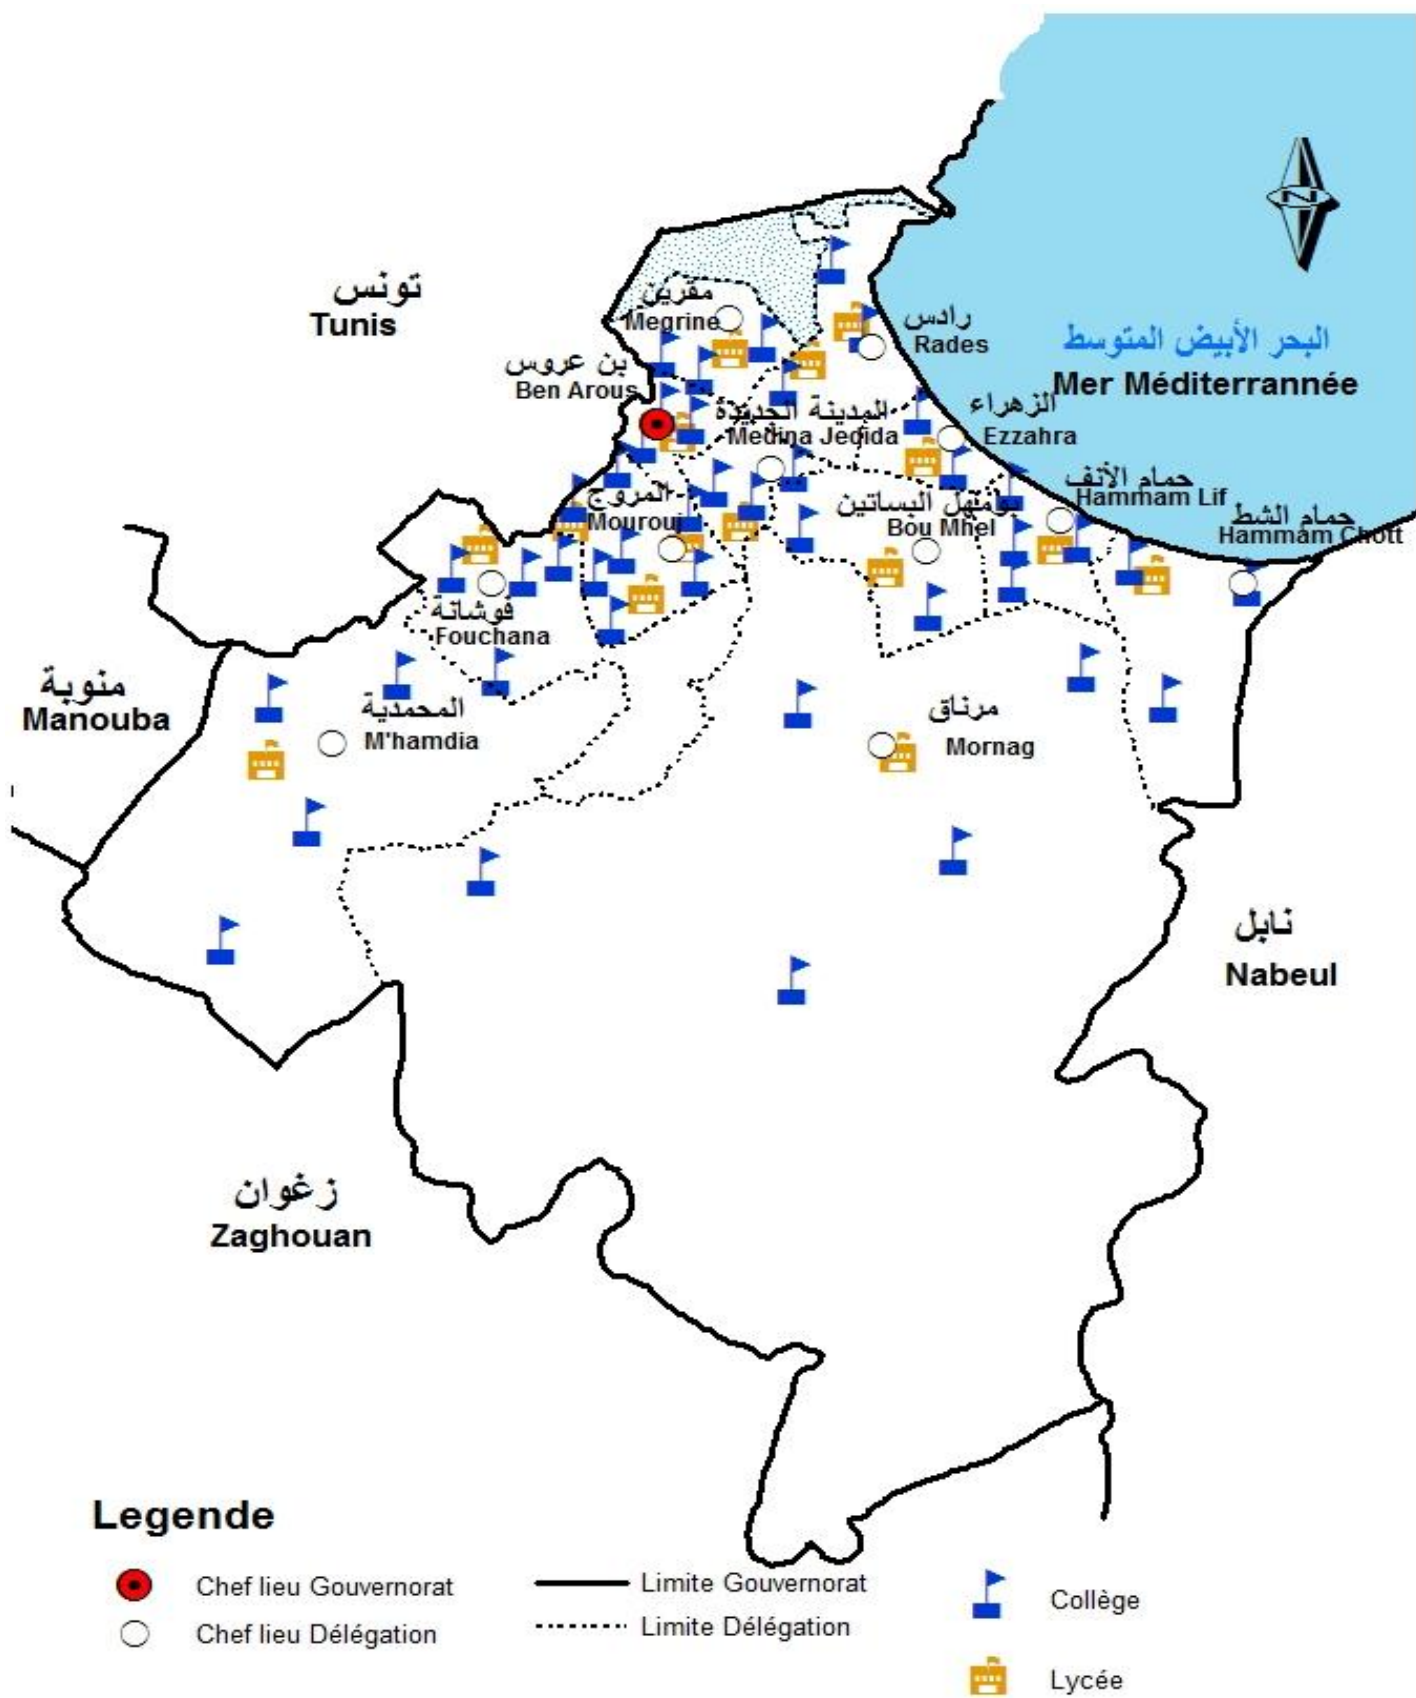 تونس
Tunis
مقرين
Megrine
رادس
Rades
البحر الأبيض المتوسط
Mer Méditerrannée
بن عروس
Ben Arous
المدينة الجديدة
Medina Jedida
الزهراء
Ezzahra
حمام الأنف
Hammam Lif
حمام الشط
Hammam Chott
المروج
Mourouj
بومهل البساتين
Bou Mhel
فوشانة
Fouchana
منوبة
Manouba
المحمدية
M'hamdia
مرناق
Mornag
نابل
Nabeul
زغوان
Zaghouan
N
Legende
Chef lieu Gouvernorat
Chef lieu Délégation
Limite Gouvernorat
Limite Délégation
Collège
Lycée